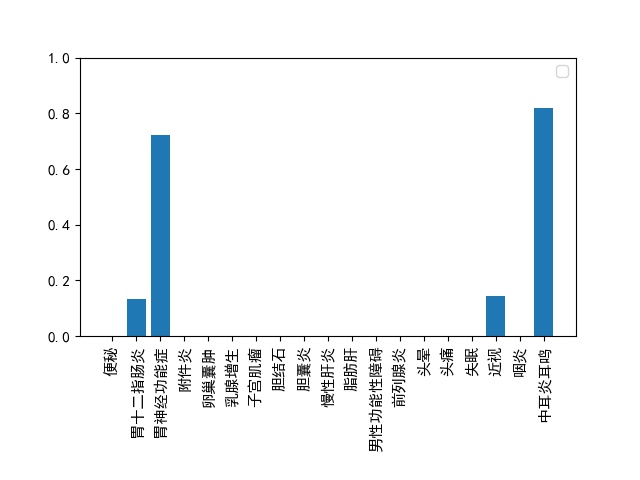 1.0
0.8
0.6
0.4
0.2
0.0
便秘
胃十二指肠炎
胃神经功能症
附件炎
卵巢囊肿
乳腺增生
子宫肌瘤
胆结石
胆囊炎
慢性肝炎
脂肪肝
男性功能性障碍
前列腺炎
头晕
头痛
失眠
近视
咽炎
中耳炎耳鸣